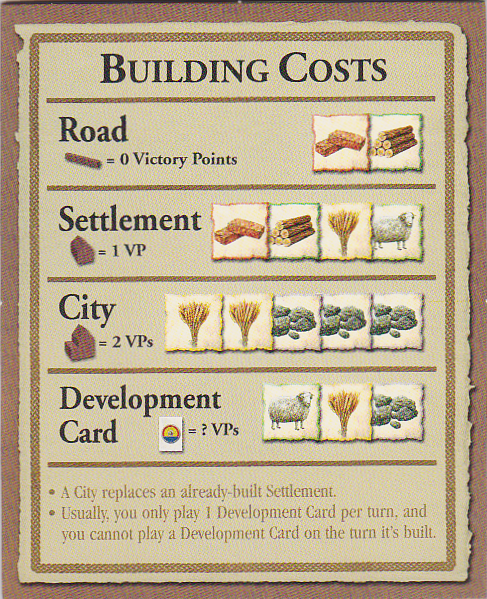 BUILDING COSTS
Road
= 0 Victory Points
Settlement
= 1 VP
City
= 2 VPs
Development
Card
= ? VPs
• A City replaces an already-built Settlement.
• Usually, you only play 1 Development Card per turn, and
you cannot play a Development Card on the turn it's built.